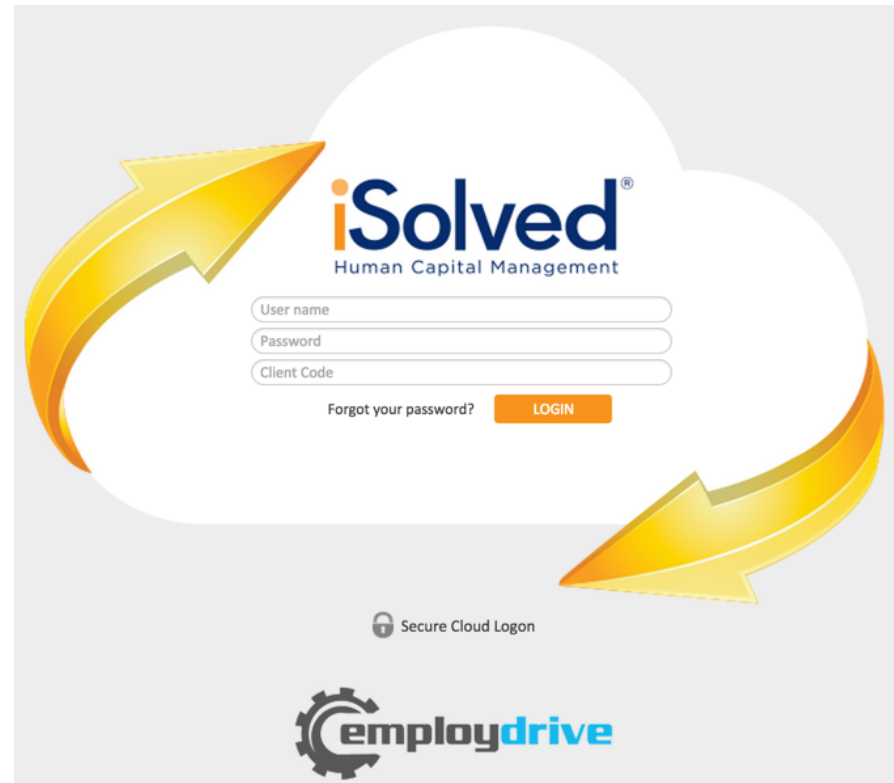 iSolved®
Human Capital Management
User name
Password
Client Code
Forgot your password? LOGIN
Secure Cloud Logon
employdrive